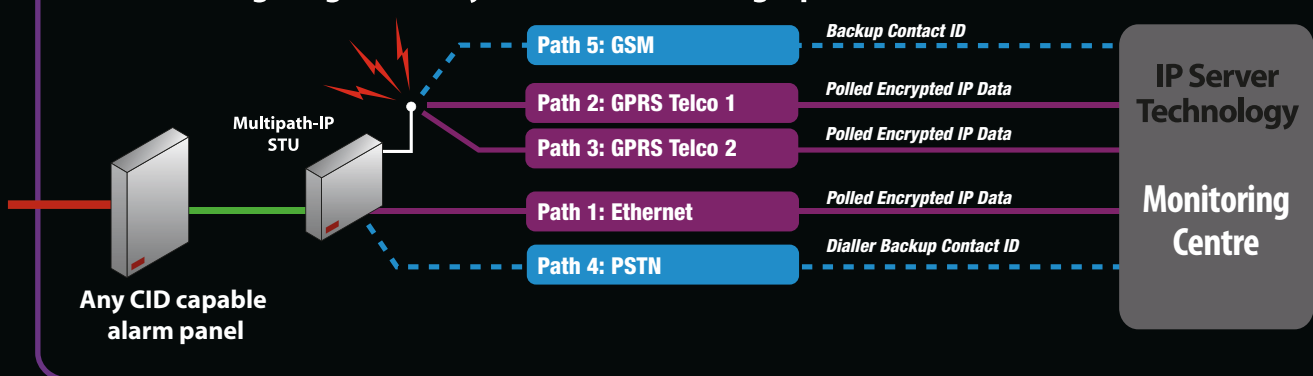 Path 5: GSM
Backup Contact ID
Path 2: GPRS Telco 1
Polled Encrypted IP Data
Path 3: GPRS Telco 2
Polled Encrypted IP Data
Path 1: Ethernet
Polled Encrypted IP Data
Path 4: PSTN
Dialler Backup Contact ID
Multipath-IP
STU
Any CID capable
alarm panel
IP Server
Technology
Monitoring
Centre